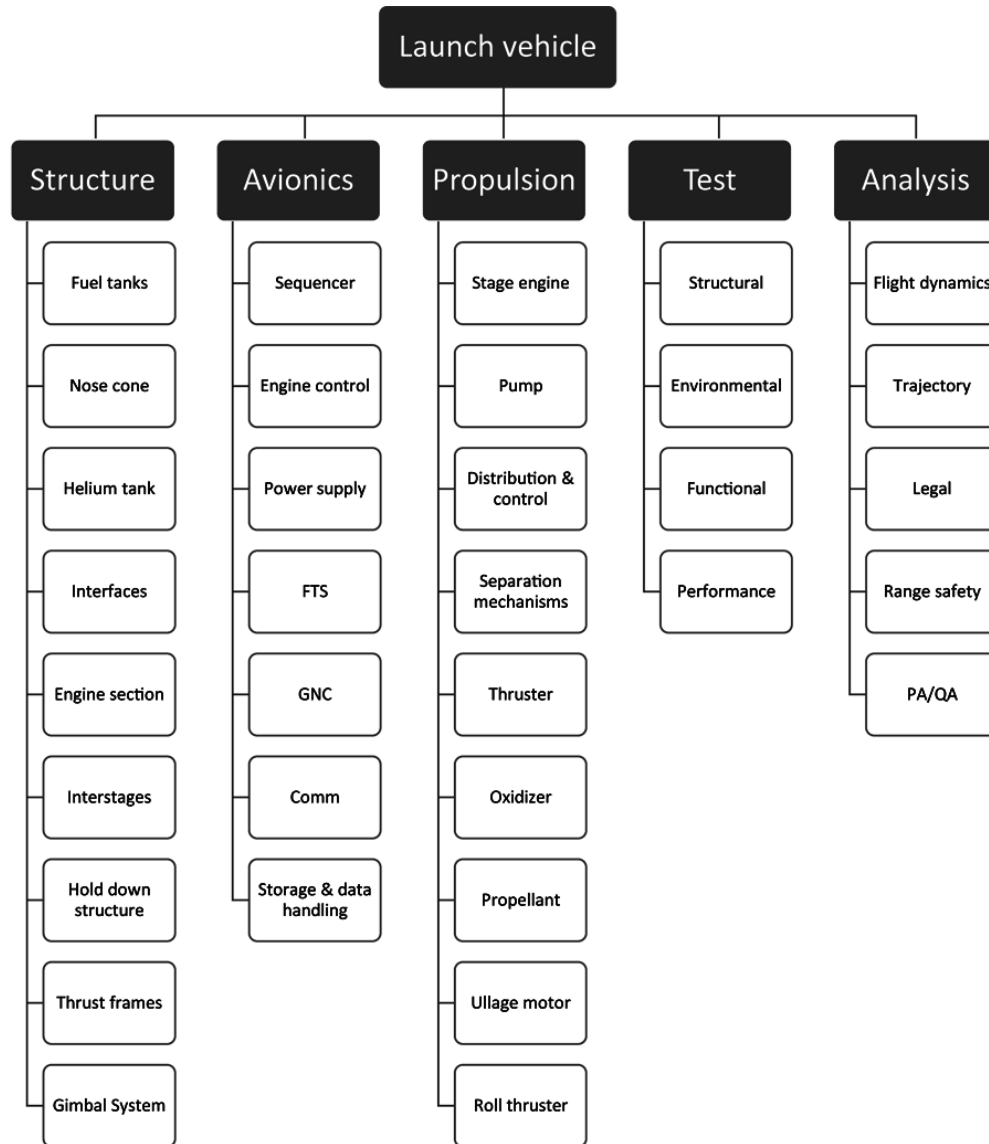 Launch vehicle
Structure
Fuel tanks
Nose cone
Helium tank
Interfaces
Engine section
Interstages
Hold down
structure
Thrust frames
Gimbal System
Avionics
Sequencer
Engine control
Power supply
FTS
GNC
Comm
Storage & data
handling
Propulsion
Stage engine
Pump
Distribution &
control
Separation
mechanisms
Thruster
Oxidizer
Propellant
Ullage motor
Roll thruster
Test
Structural
Environmental
Functional
Performance
Analysis
Flight dynamics
Trajectory
Legal
Range safety
PA/QA